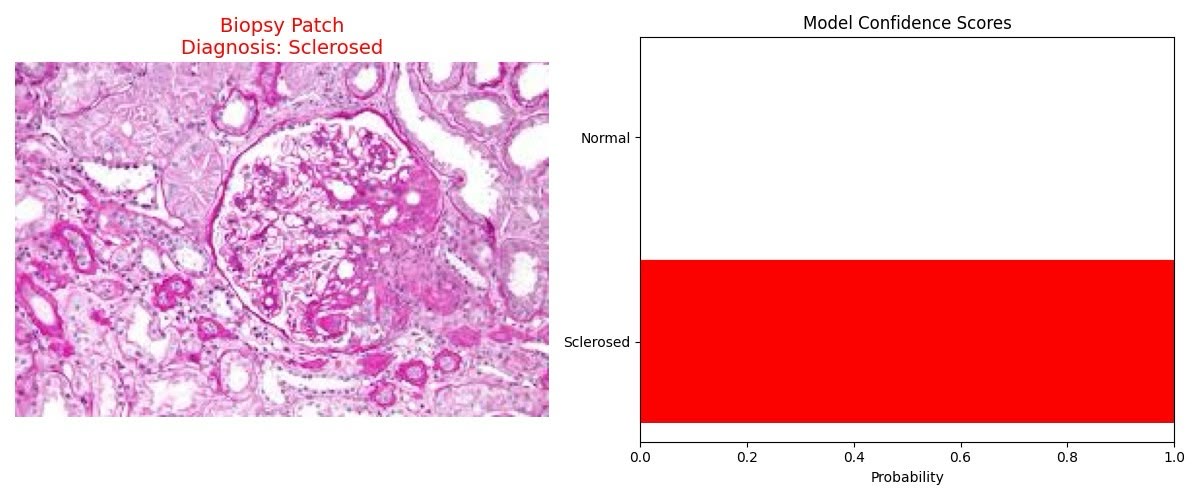 Biopsy Patch
Diagnosis: Sclerosed
Model Confidence Scores
Normal
Sclerosed
0.0 0.2 0.4 0.6 0.8 1.0
Probability